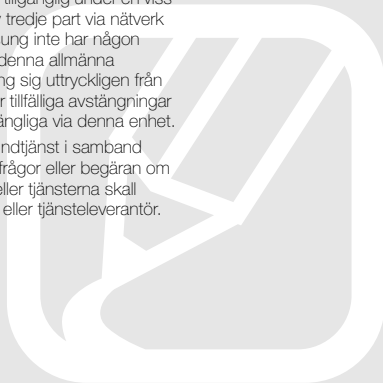 tillgänglig under en viss
tredje part via nätverk
ung inte har någon
denna allmänna
ng sig uttryckligen från
r tillfälliga avstängningar
ängliga via denna enhet.
ndtjänst i samband
frågor eller begäran om
eller tjänsterna skall
eller tjänsteleverantör.